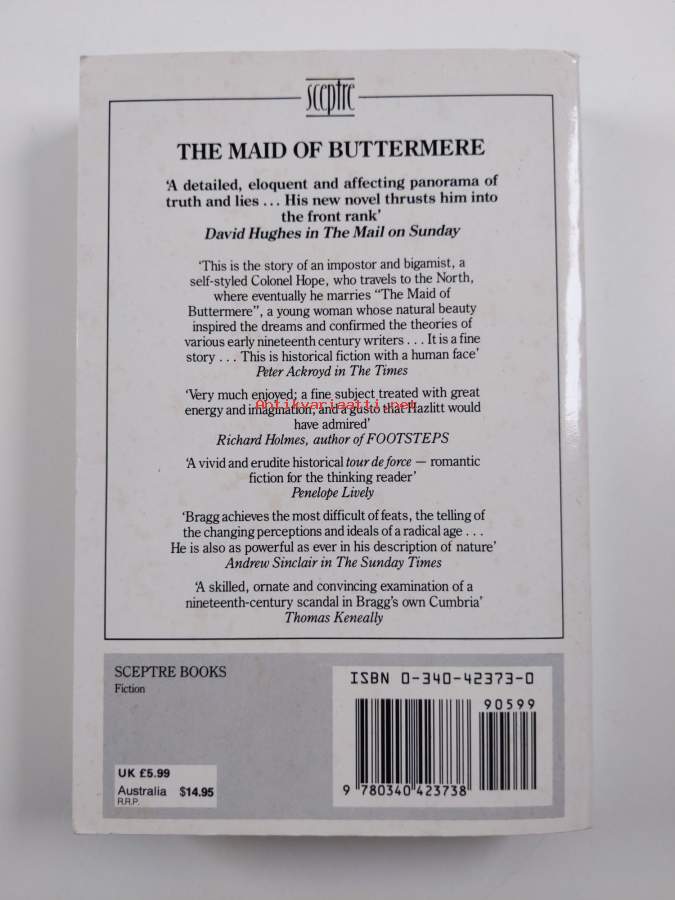 sceptre
THE MAID OF BUTTERMERE
‘A detailed, eloquent and affecting panorama of
truth and lies . . . His new novel thrusts him into
the front rank’
David Hughes in The Mail on Sunday
‘This is the story of an impostor and bigamist, a
self-styled Colonel Hope, who travels to the North,
where eventually he marries “The Maid of
Buttermere”, a young woman whose natural beauty
inspired the dreams and confirmed the theories of
various early nineteenth century writers . . . It is a fine
story . . . This is historical fiction with a human face’
Peter Ackroyd in The Times
‘Very much enjoyed; a fine subject treated with great
energy and imagination, and a gusto that Hazlitt would
Antikvariaatti.net
have admired’
Richard Holmes, author of FOOTSTEPS
‘A vivid and erudite historical tour de force — romantic
fiction for the thinking reader’
Penelope Lively
‘Bragg achieves the most difficult of feats, the telling of
the changing perceptions and ideals of a radical age . . .
He is also as powerful as ever in his description of nature’
Andrew Sinclair in The Sunday Times
‘A skilled, ornate and convincing examination of a
nineteenth-century scandal in Bragg’s own Cumbria’
Thomas Keneally
SCEPTRE BOOKS
Fiction
ISBN 0-340-42373-0
90599
9 780340 423738
UK £5.99
Australia $14.95
R.R.P.